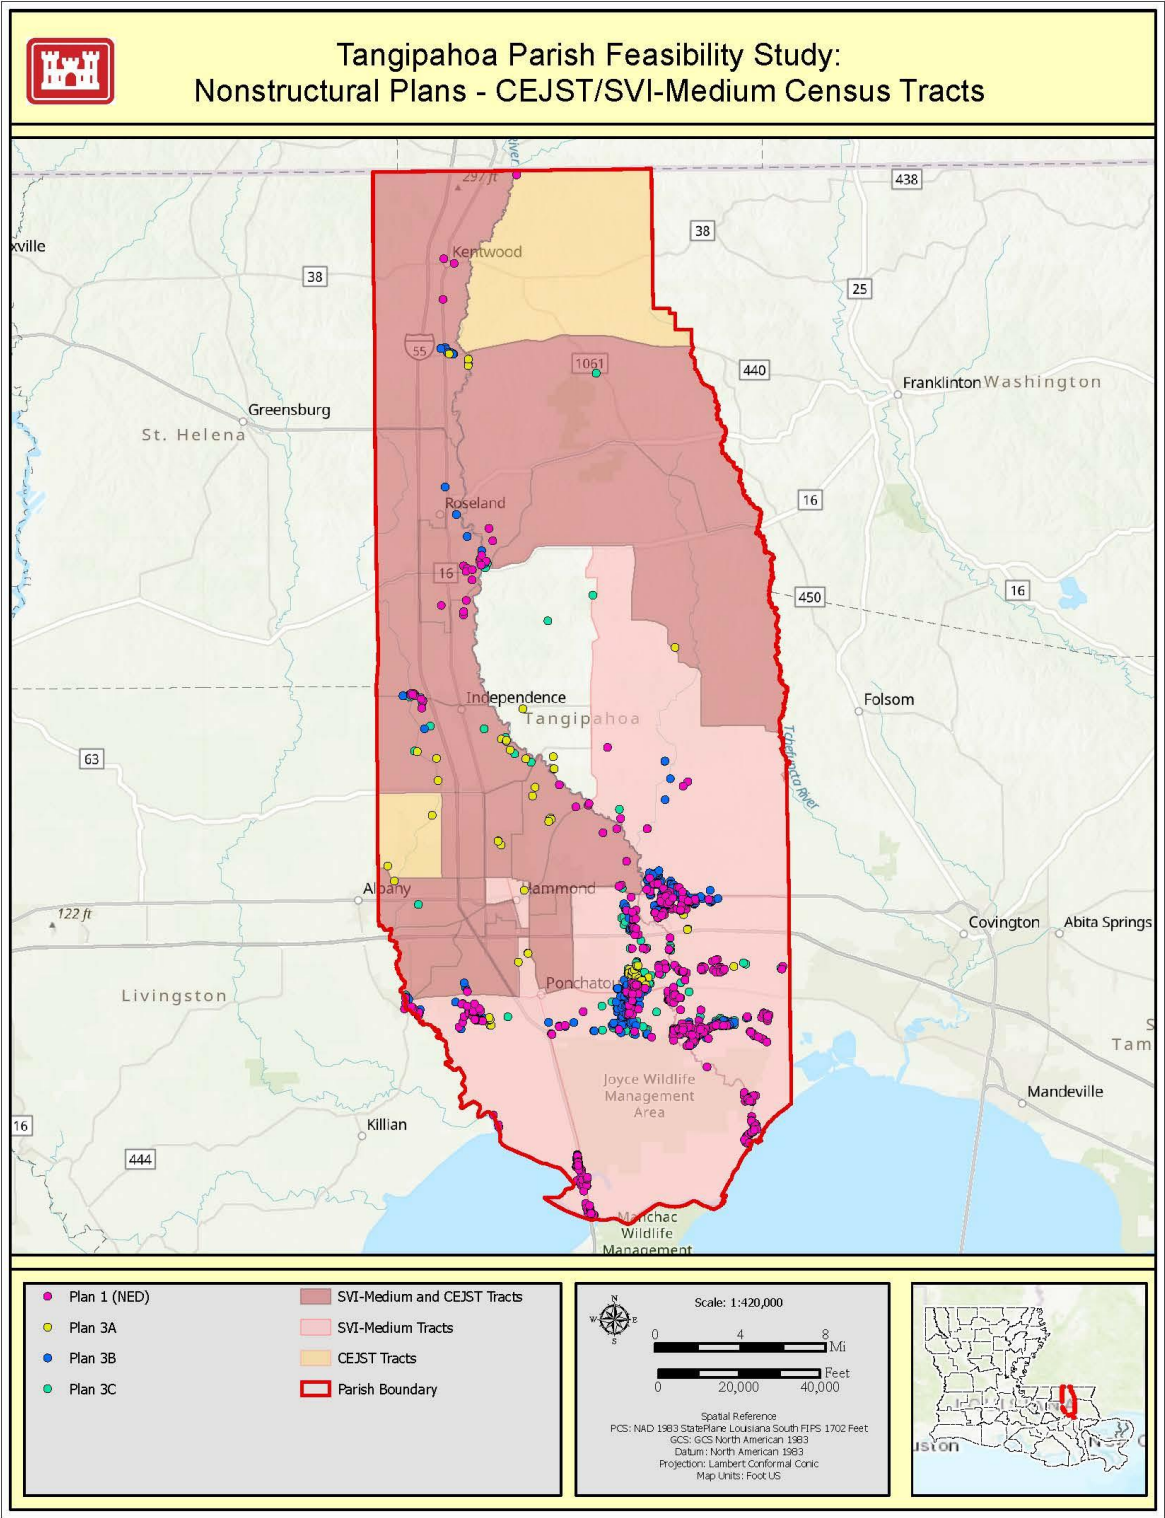 Tangipahoa Parish Feasibility Study:
Nonstructural Plans - CEJST/SVI-Medium Census Tracts
River
297 ft
438
38
xville
Kentwood
38
25
55
1061
440
Franklinton
Washington
Greensburg
St. Helena
16
Roseland
16
16
450
Independence
Folsom
Tangipahoa
Tchefuncta River
63
Albany
Hammond
122 ft
Covington
Abita Springs
Livingston
Ponchatou
S
Tam
Joyce Wildlife
Management
Area
Mandeville
16
Killian
444
Manchac
Wildlife
Management
Plan 1 (NED)
Plan 3A
Plan 3B
Plan 3C
SVI-Medium and CEJST Tracts
SVI-Medium Tracts
CEJST Tracts
Parish Boundary
N
W
E
S
Scale: 1:420,000
0 4 8
Mi
Feet
0 20,000 40,000
Spatial Reference
PCS: NAD 1983 StatePlane Louisiana South FIPS 1702 Feet
GCS: GCS North American 1983
Datum: North American 1983
Projection: Lambert Conformal Conic
Map Units: Foot US
LOUISIANA
uston